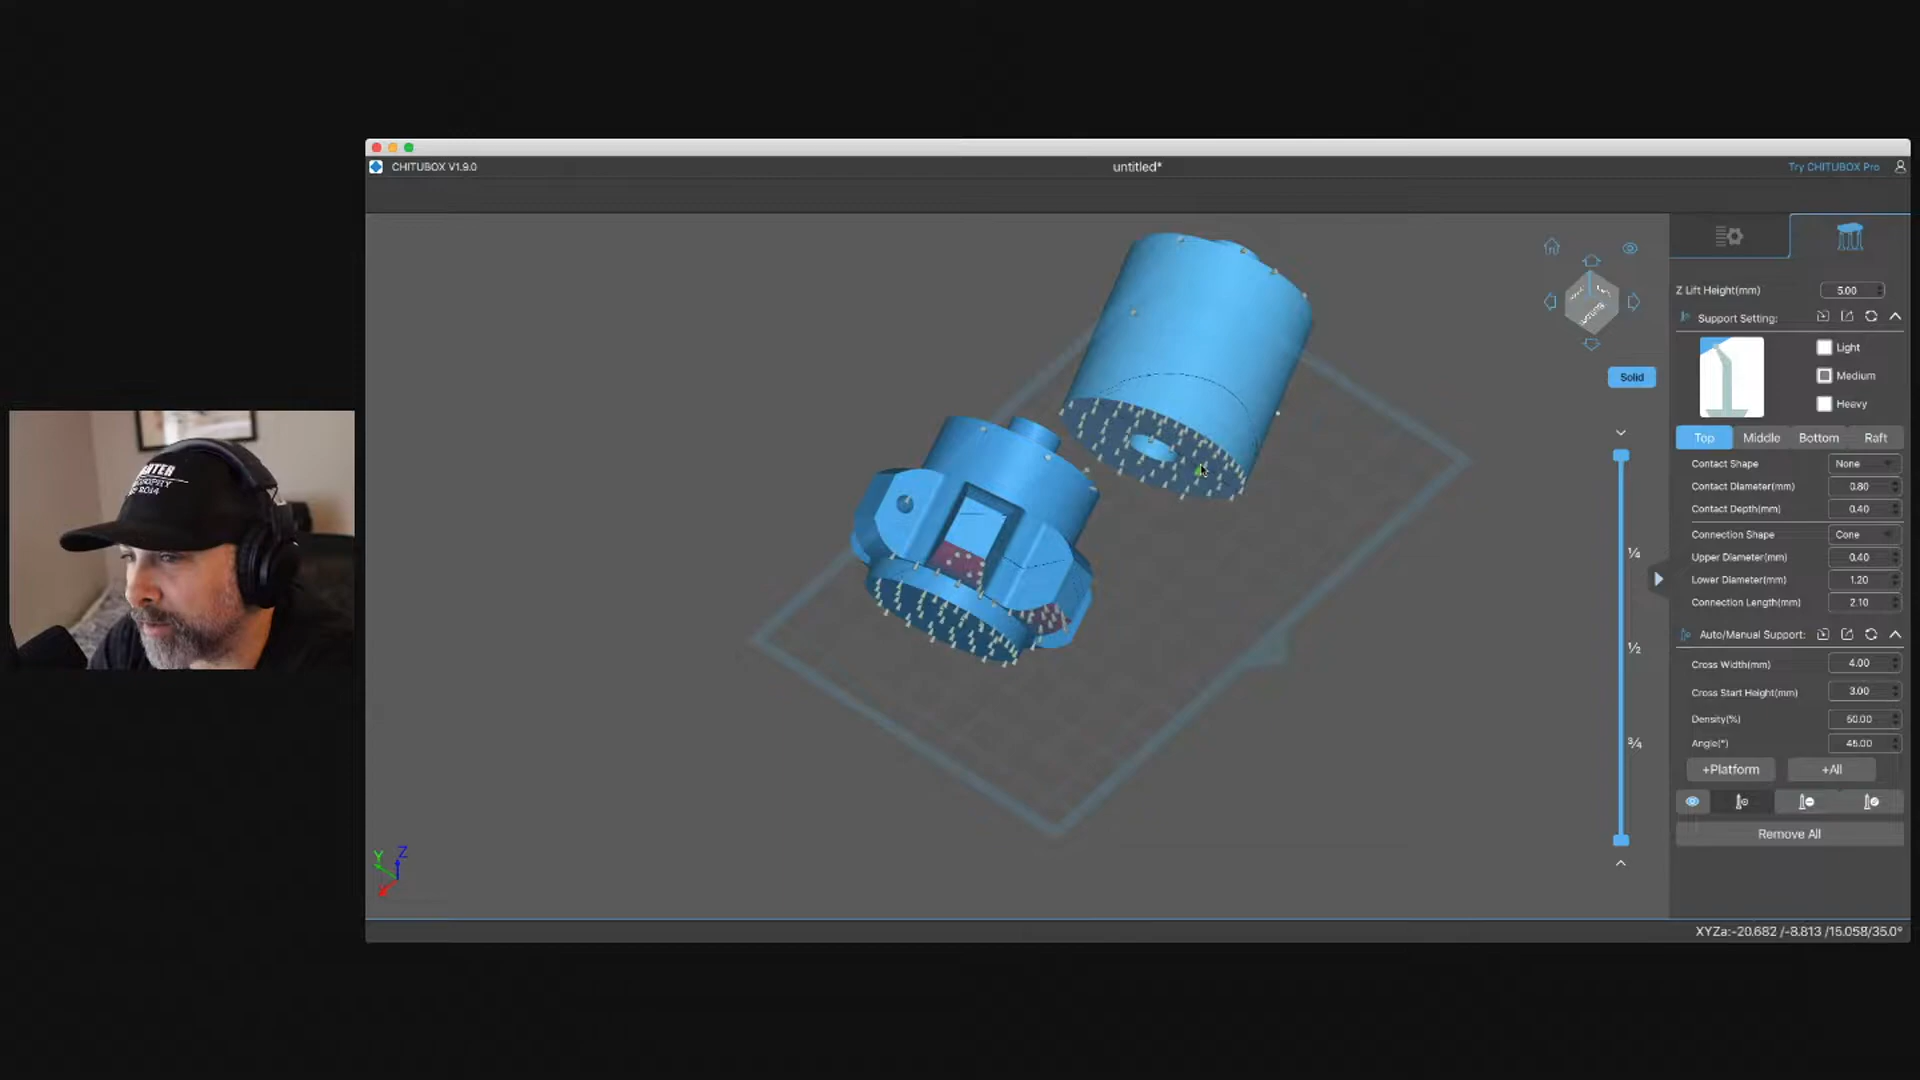 CHITUBOX V1.9.0
untitled*
Try CHITUBOX Pro
Z Lift Height(mm) 5.00
Support Setting:
Light
Medium
Heavy
Top Middle Bottom Raft
Contact Shape None
Contact Diameter(mm) 0.80
Contact Depth(mm) 0.40
Connection Shape Cone
Upper Diameter(mm) 0.40
Lower Diameter(mm) 1.20
Connection Length(mm) 2.10
Auto/Manual Support:
Cross Width(mm) 4.00
Cross Start Height(mm) 3.00
Density(%) 50.00
Angle(°) 45.00
+Platform +All
Remove All
Solid
1/4
1/2
3/4
Y Z
XYZa:-20.682 /-8.813 /15.058/35.0°